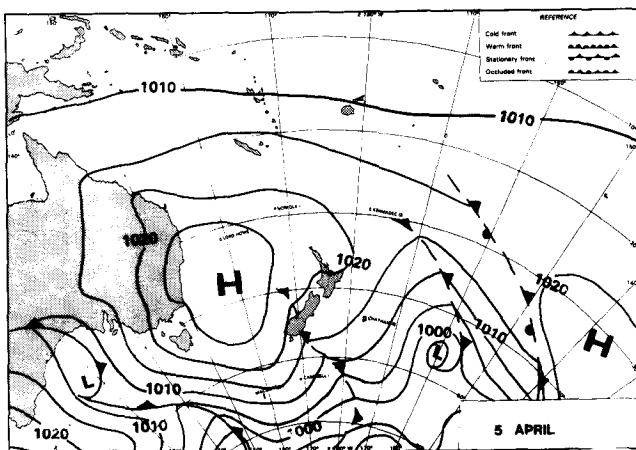 REFERENCE
Cold front
Warm front
Stationary front
Occluded front
1010
1010
NORFOLK I
KERMADEC IS
LORD HOWE
1020
H
1020
1020
CHATHAM IS
1010
1000
L
H
L
1010
1020
1010
1000
5 APRIL